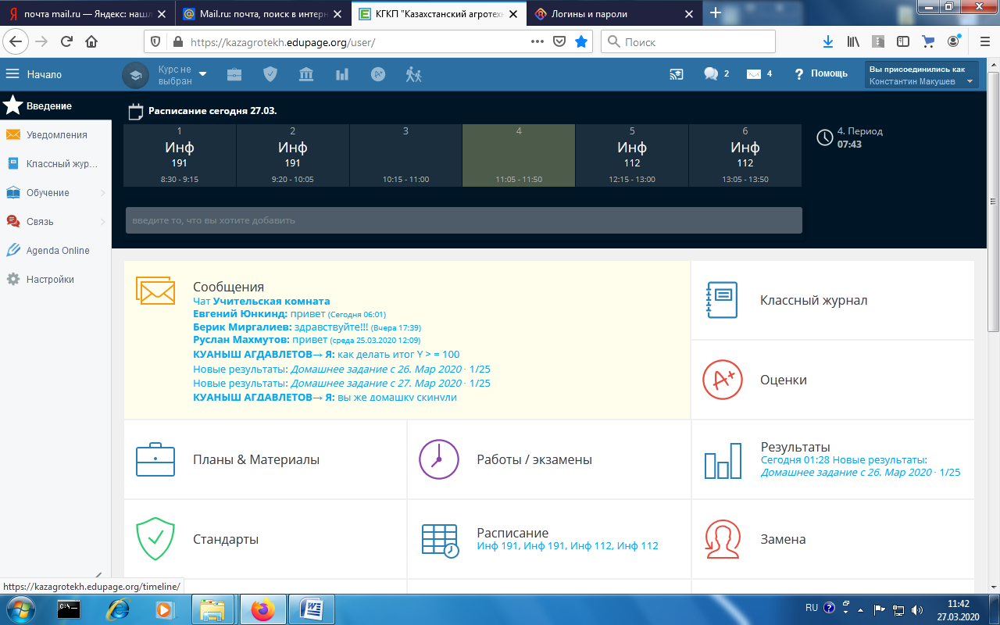 почта mail.ru — Яндекс: нашл
Mail.ru: почта, поиск в интерн
КГКП "Казахстанский агротехн
Логины и пароли
https://kazagrotekh.edupage.org/user/
Поиск
Начало
Курс не выбран
2
4
? Помощь
Вы присоединились как
Константин Макушев
Введение
Уведомления
Классный жур...
Обучение
Связь
Agenda Online
Настройки
Расписание сегодня 27.03.
1 2 3 4 5 6
Инф Инф Инф Инф
191 191 112 112
8:30 - 9:15 9:20 - 10:05 10:15 - 11:00 11:05 - 11:50 12:15 - 13:00 13:05 - 13:50
4. Период
07:43
введите то, что вы хотите добавить
Сообщения
Чат Учительская комната
Евгений Юнкинд: привет (Сегодня 06:01)
Берик Миргалиев: здравствуйте!!! (Вчера 17:39)
Руслан Махмутов: привет (среда 25.03.2020 12:09)
КУАНЫШ АГДАВЛЕТОВ→ Я: как делать итог Y > = 100
Новые результаты: Домашнее задание с 26. Мар 2020 · 1/25
Новые результаты: Домашнее задание с 27. Мар 2020 · 1/25
КУАНЫШ АГДАВЛЕТОВ→ Я: вы же домашку скинули
Классный журнал
A+
Оценки
Планы & Материалы
Работы / экзамены
Результаты
Сегодня 01:28 Новые результаты:
Домашнее задание с 26. Мар 2020 · 1/25
Стандарты
Расписание
Инф 191, Инф 191, Инф 112, Инф 112
Замена
https://kazagrotekh.edupage.org/timeline/
RU
11:42
27.03.2020